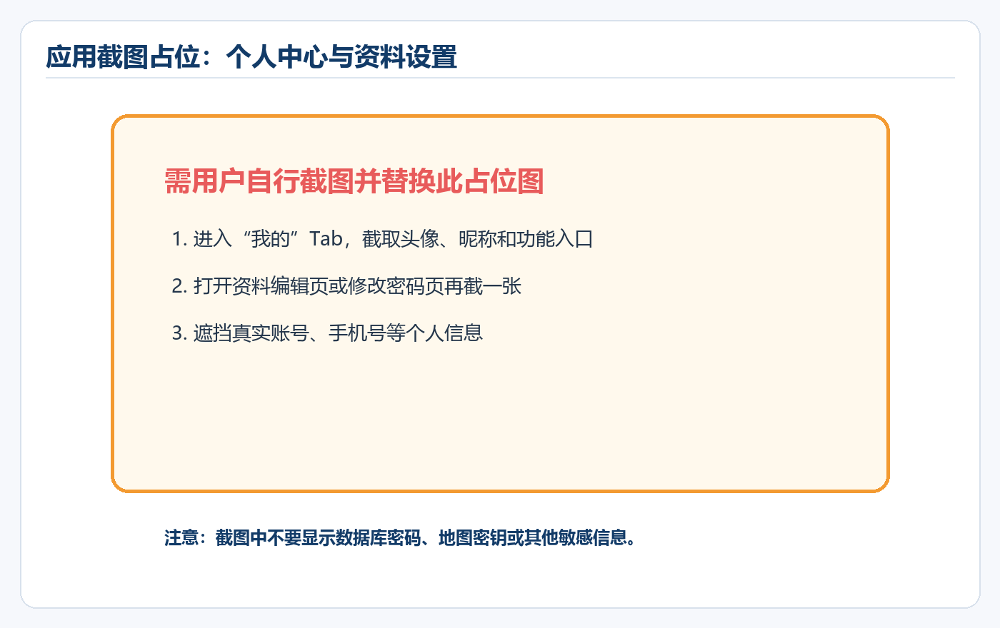 应用截图占位：个人中心与资料设置
需用户自行截图并替换此占位图
1. 进入“我的”Tab，截取头像、昵称和功能入口
2. 打开资料编辑页或修改密码页再截一张
3. 遮挡真实账号、手机号等个人信息
注意：截图中不要显示数据库密码、地图密钥或其他敏感信息。